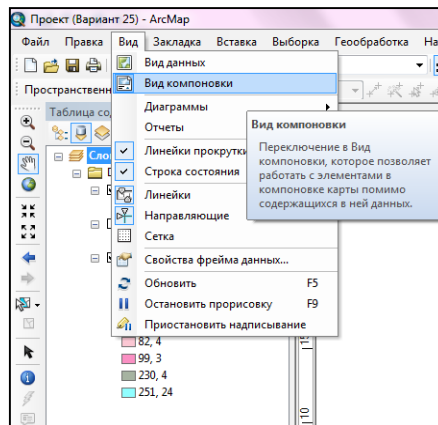 Проект (Вариант 25) - ArcMap
Файл Правка Вид Закладка Вставка Выборка Геообработка
Вид данных
Вид компоновки
Диаграммы
Отчеты
Линейки прокрутки
Строка состояния
Линейки
Направляющие
Сетка
Свойства фрейма данных...
Обновить F5
Остановить прорисовку F9
Приостановить надписывание
Вид компоновки
Переключение в Вид
компоновки, которое позволяет
работать с элементами в
компоновке карты помимо
содержащихся в ней данных.
82, 4
99, 3
230, 4
251, 24